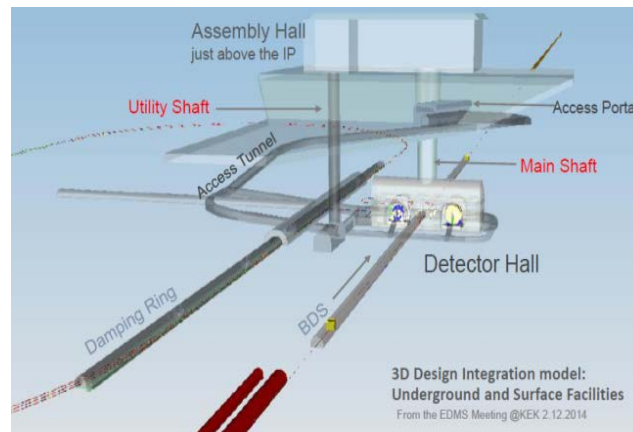 Assembly Hall
just above the IP
Utility Shaft
Access Porta
Access Tunnel
Main Shaft
Detector Hall
Damping Ring
BDS
3D Design Integration model:
Underground and Surface Facilities
From the EDMS Meeting @KEK 2.12.2014